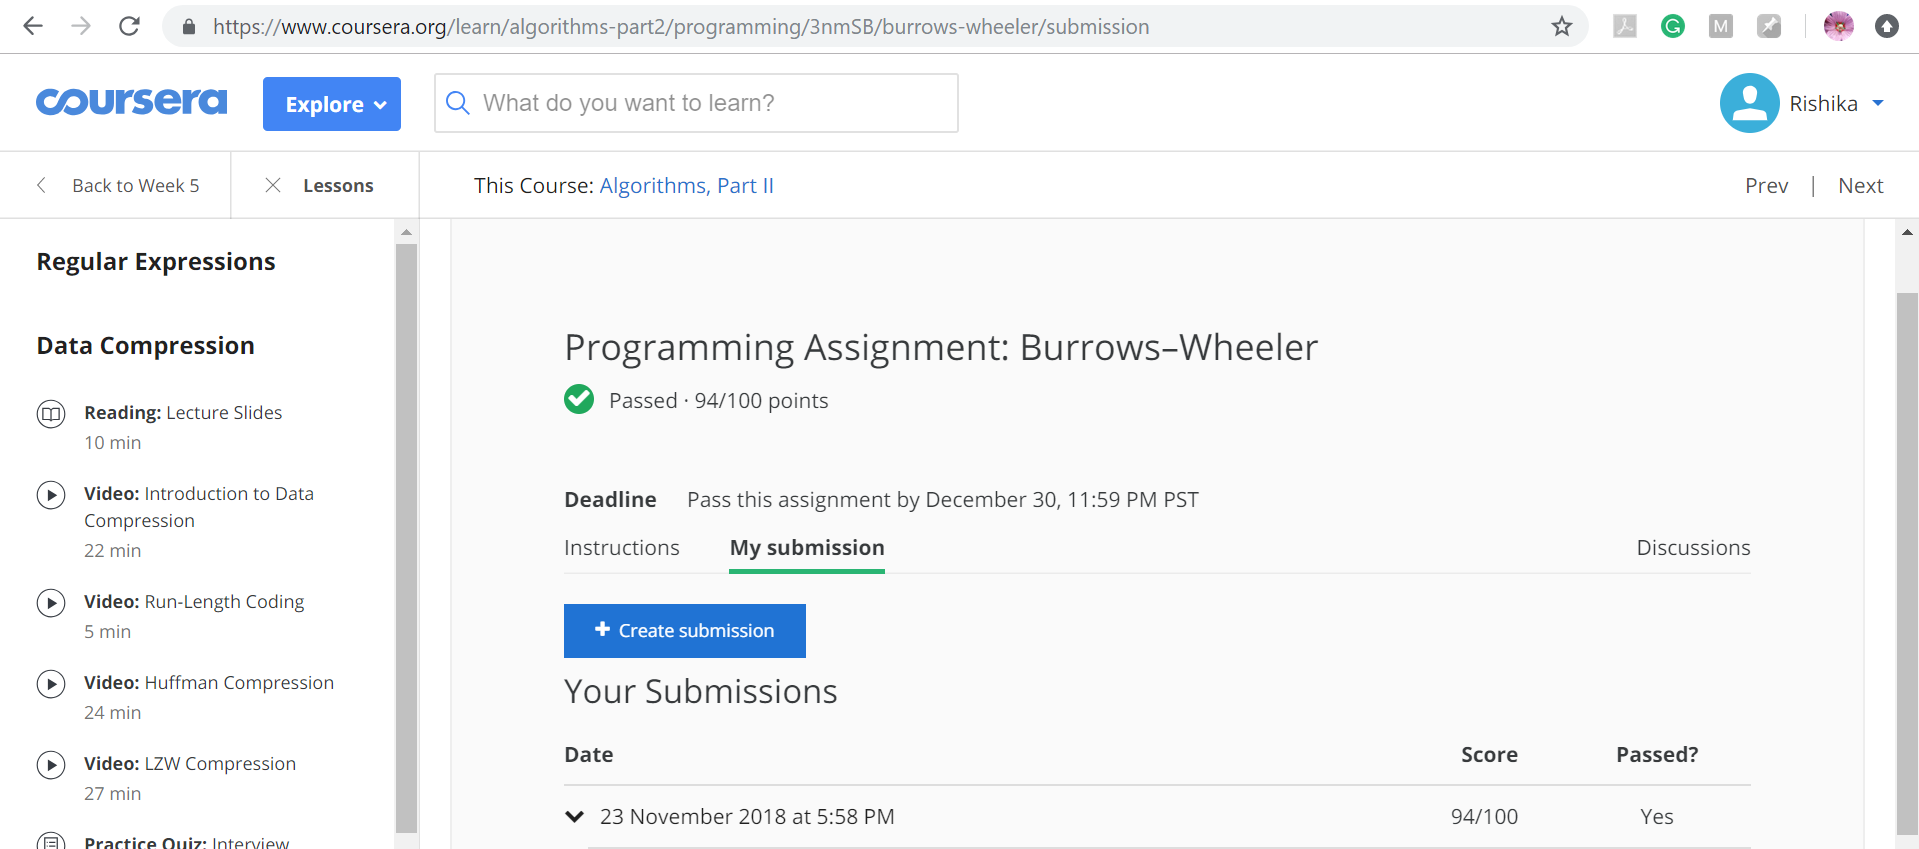 https://www.coursera.org/learn/algorithms-part2/programming/3nmSB/burrows-wheeler/submission
coursera
Explore
What do you want to learn?
Rishika
Back to Week 5
Lessons
This Course: Algorithms, Part II
Prev | Next
Regular Expressions
Data Compression
Reading: Lecture Slides
10 min
Video: Introduction to Data
Compression
22 min
Video: Run-Length Coding
5 min
Video: Huffman Compression
24 min
Video: LZW Compression
27 min
Practice Quiz: Interview
Programming Assignment: Burrows–Wheeler
Passed · 94/100 points
Deadline Pass this assignment by December 30, 11:59 PM PST
Instructions My submission Discussions
+ Create submission
Your Submissions
Date Score Passed?
23 November 2018 at 5:58 PM 94/100 Yes